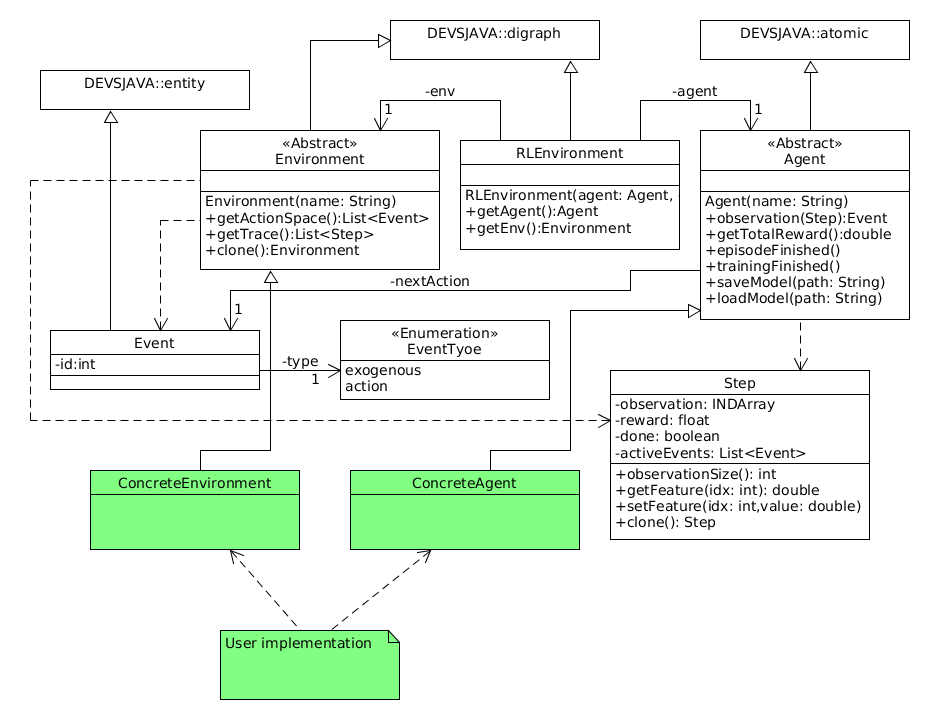 DEVSJAVA::digraph
DEVSJAVA::atomic
DEVSJAVA::entity
-env
1
-agent
1
«Abstract»
Environment
Environment(name: String)
+getActionSpace():List<Event>
+getTrace():List<Step>
+clone():Environment
RLEnvironment
RLEnvironment(agent: Agent,
+getAgent():Agent
+getEnv():Environment
«Abstract»
Agent
Agent(name: String)
+observation(Step):Event
+getTotalReward():double
+episodeFinished()
+trainingFinished()
+saveModel(path: String)
+loadModel(path: String)
-nextAction
1
Event
-id:int
-type
1
«Enumeration»
EventTyoe
exogenous
action
Step
-observation: INDArray
-reward: float
-done: boolean
-activeEvents: List<Event>
+observationSize(): int
+getFeature(idx: int): double
+setFeature(idx: int,value: double)
+clone(): Step
ConcreteEnvironment
ConcreteAgent
User implementation